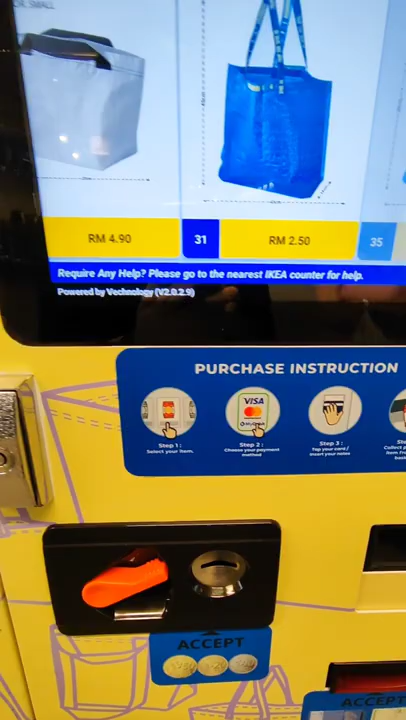 SMALL
RM 4.90
31
RM 2.50
35
Require Any Help? Please go to the nearest IKEA counter for help.
Powered by Vechnology (V2.0.2.9)
PURCHASE INSTRUCTION
VISA
Step 1 :
Select your item.
Step 2 :
Choose your payment
method
Step 3 :
Tap your card /
insert your notes
ACCEPT
ACCEPT